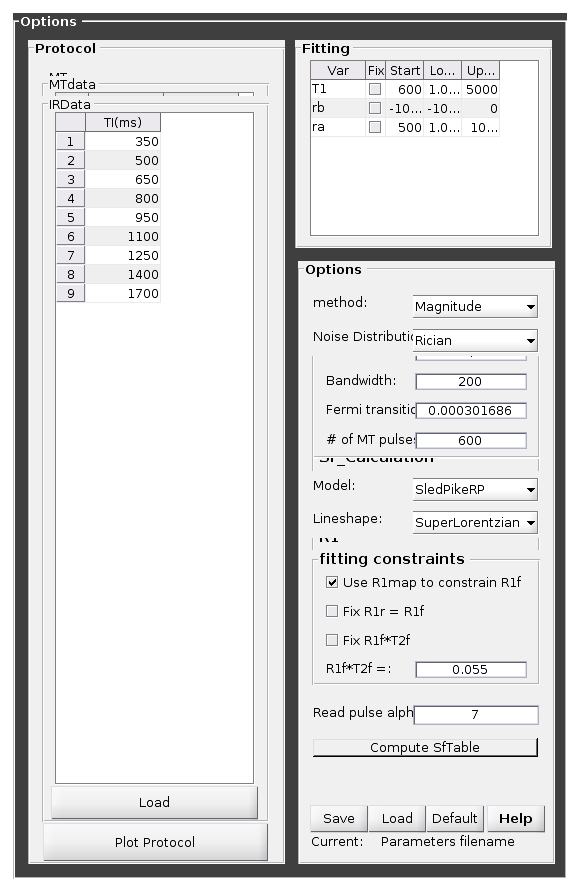 Options
Protocol
MTdata
IRData
TI(ms)
1 350
2 500
3 650
4 800
5 950
6 1100
7 1250
8 1400
9 1700
Load
Plot Protocol
Fitting
Var Fix Start Lo... Up...
T1 600 1.0... 5000
rb -10... -10... 0
ra 500 1.0... 10...
Options
method: Magnitude
Noise Distributio Rician
Bandwidth: 200
Fermi transitio 0.000301686
# of MT pulses 600
Sf_Calculation
Model: SledPikeRP
Lineshape: SuperLorentzian
R1
fitting constraints
Use R1map to constrain R1f
Fix R1r = R1f
Fix R1f*T2f
R1f*T2f =: 0.055
Read pulse alph 7
Compute SfTable
Save Load Default Help
Current: Parameters filename